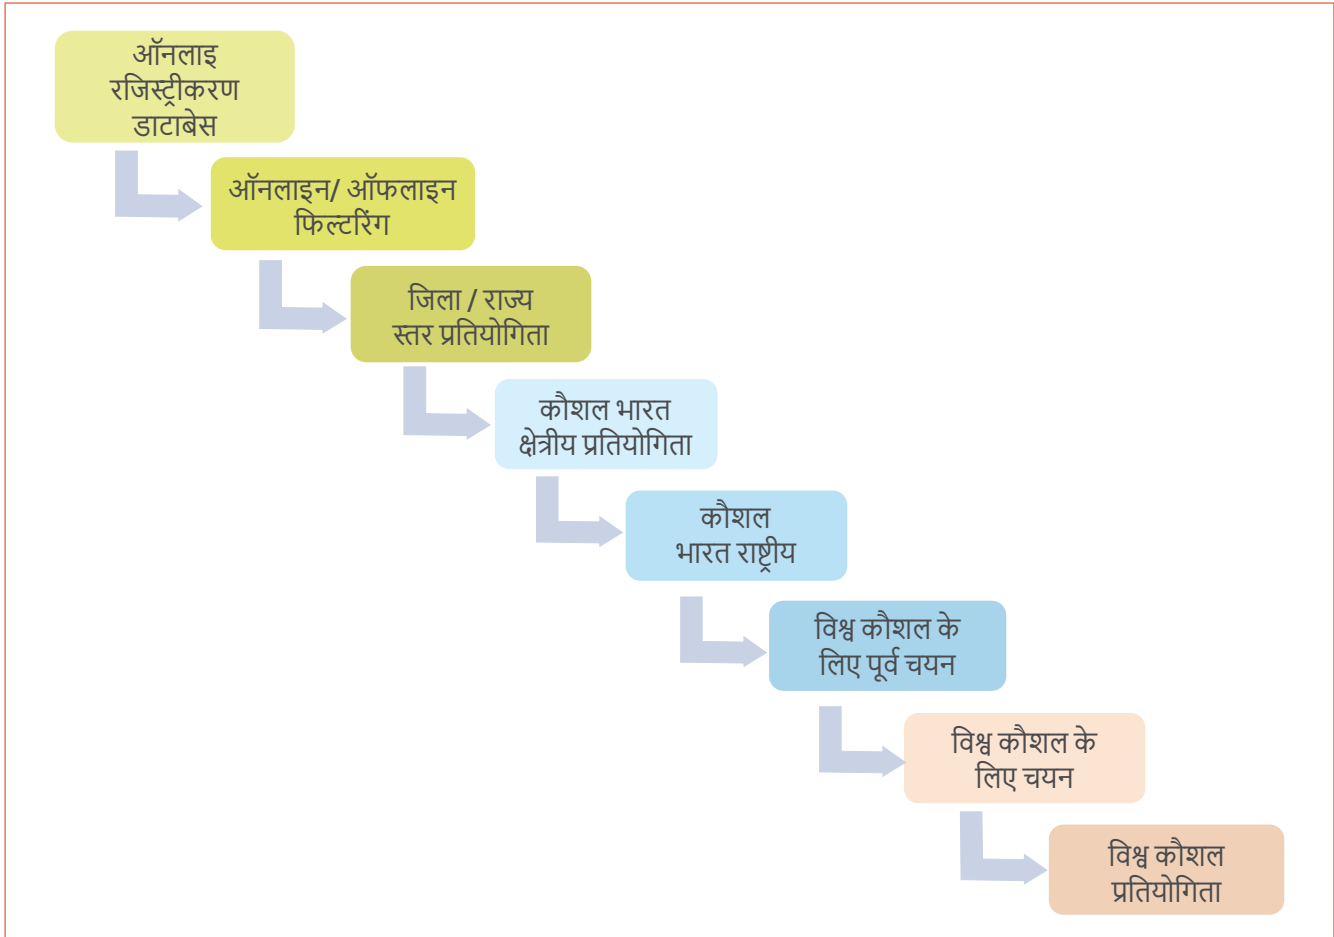 ऑनलाइ
रजिस्ट्रीकरण
डाटाबेस
ऑनलाइन/ ऑफलाइन
फिल्टरिंग
जिला / राज्य
स्तर प्रतियोगिता
कौशल भारत
क्षेत्रीय प्रतियोगिता
कौशल
भारत राष्ट्रीय
विश्व कौशल के
लिए पूर्व चयन
विश्व कौशल के
लिए चयन
विश्व कौशल
प्रतियोगिता